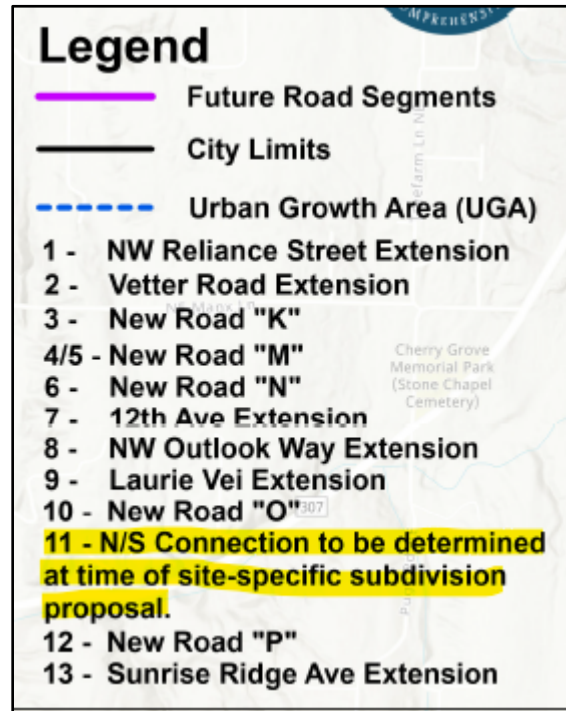 Legend
Future Road Segments
City Limits
Urban Growth Area (UGA)
1 - NW Reliance Street Extension
2 - Vetter Road Extension
3 - New Road "K"
4/5 - New Road "M"
Cherry Grove
Memorial Park
(Stone Chapel
Cemetery)
6 - New Road "N"
7 - 12th Ave Extension
8 - NW Outlook Way Extension
9 - Laurie Vei Extension
10 - New Road "O"
307
11 - N/S Connection to be determined
at time of site-specific subdivision
proposal.
12 - New Road "P"
13 - Sunrise Ridge Ave Extension